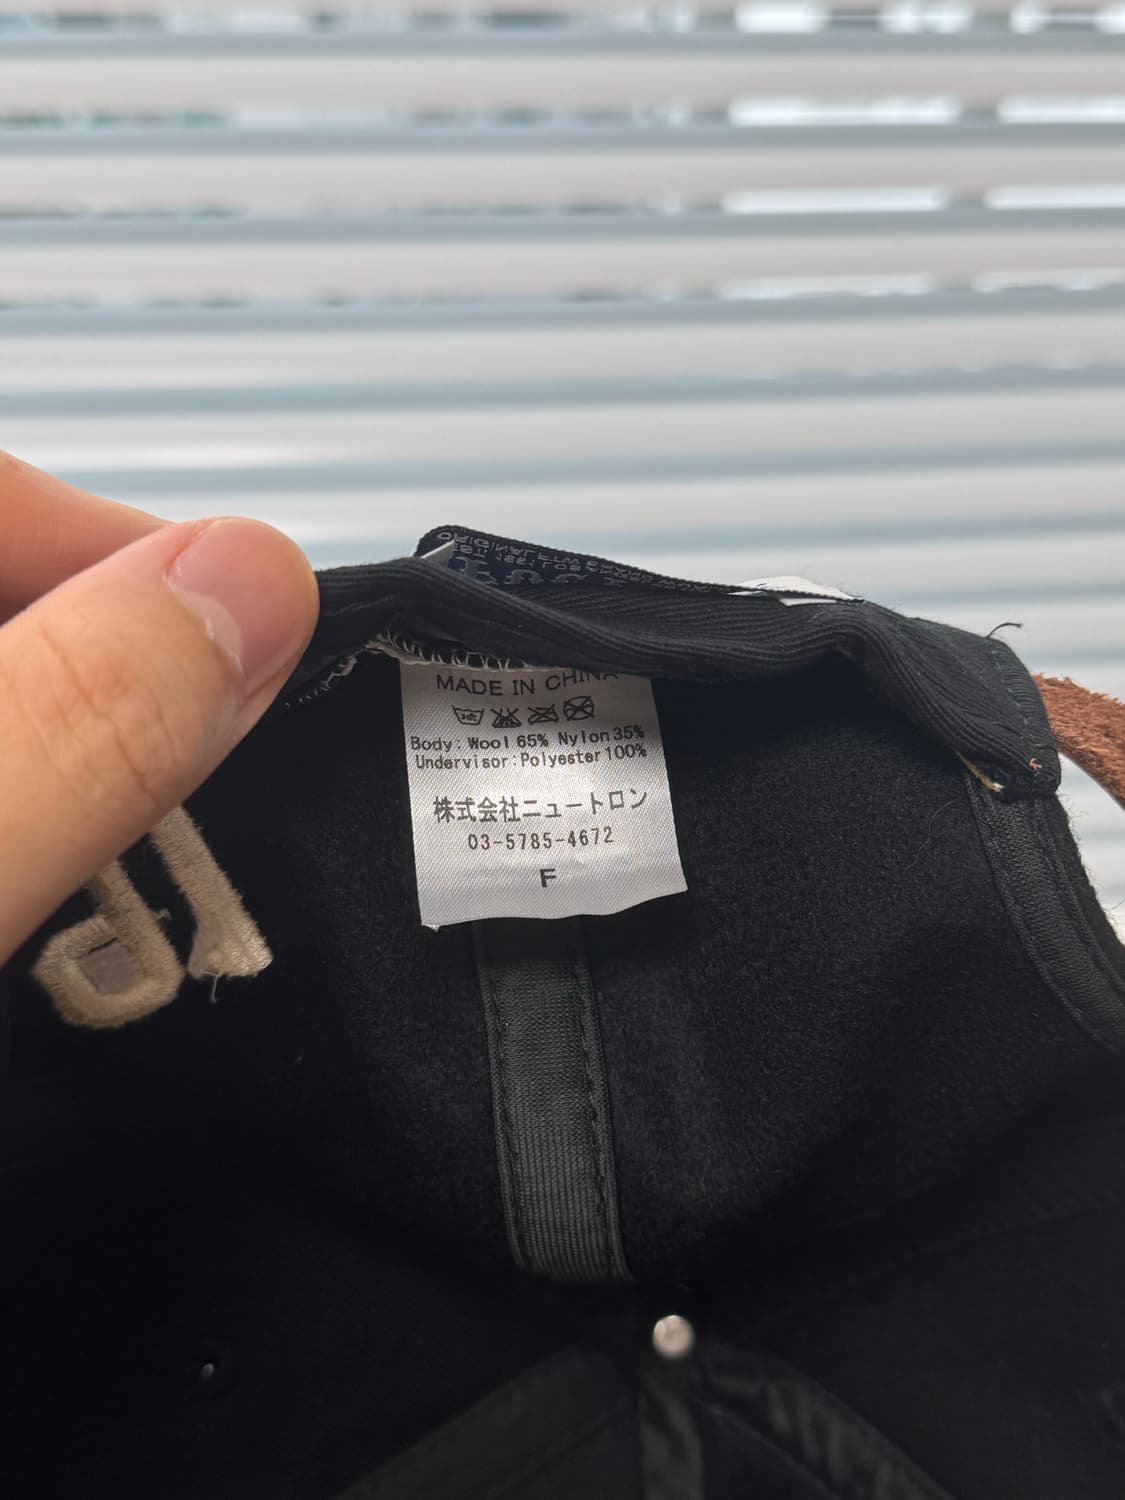 MADE IN CHINA
Body: Wool 65% Nylon 35%
Undervisor: Polyester 100%
株式会社ニュートロン
03-5785-4672
F